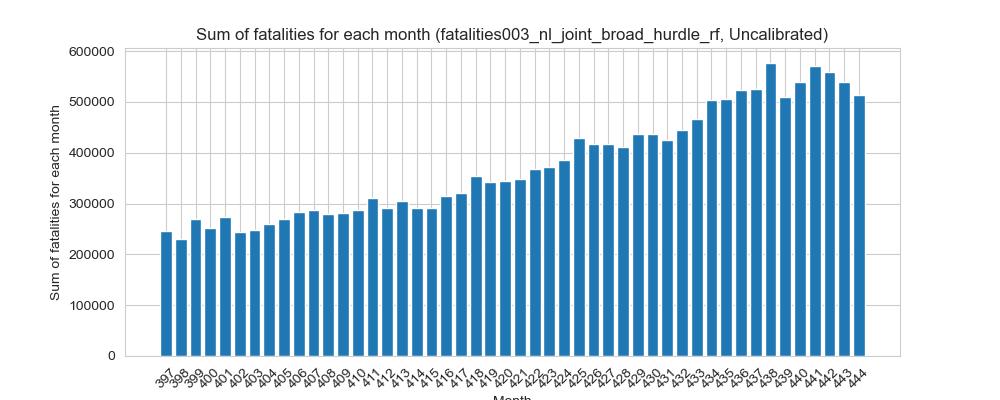 Sum of fatalities for each month (fatalities003_nl_joint_broad_hurdle_rf, Uncalibrated)
Sum of fatalities for each month
600000
500000
400000
300000
200000
100000
0
397 398 399 400 401 402 403 404 405 406 407 408 409 410 411 412 413 414 415 416 417 418 419 420 421 422 423 424 425 426 427 428 429 430 431 432 433 434 435 436 437 438 439 440 441 442 443 444
Month